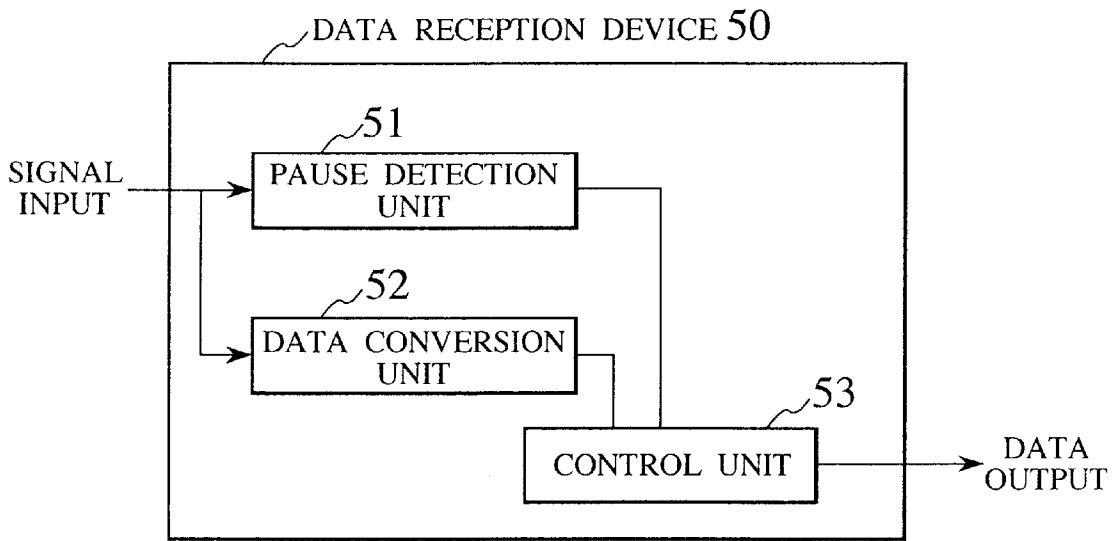 DATA RECEPTION DEVICE 50
51
SIGNAL
INPUT
PAUSE DETECTION
UNIT
52
DATA CONVERSION
UNIT
53
CONTROL UNIT
DATA
OUTPUT